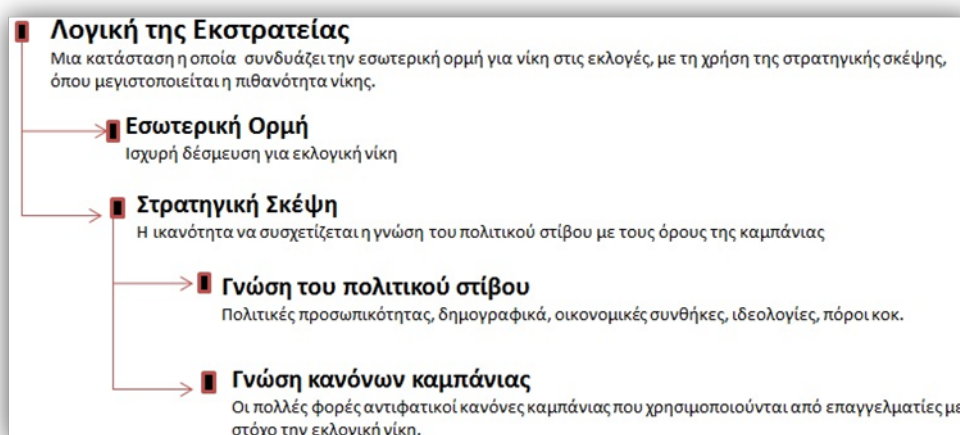 Λογική της Εκστρατείας
Μια κατάσταση η οποία συνδυάζει την εσωτερική ορμή για νίκη στις εκλογές, με τη χρήση της στρατηγικής σκέψης,
όπου μεγιστοποιείται η πιθανότητα νίκης.
Εσωτερική Ορμή
Ισχυρή δέσμευση για εκλογική νίκη
Στρατηγική Σκέψη
Η ικανότητα να συσχετίζεται η γνώση του πολιτικού στίβου με τους όρους της καμπάνιας
Γνώση του πολιτικού στίβου
Πολιτικές προσωπικότητας, δημογραφικά, οικονομικές συνθήκες, ιδεολογίες, πόροι κοκ.
Γνώση κανόνων καμπάνιας
Οι πολλές φορές αντιφατικοί κανόνες καμπάνιας που χρησιμοποιούνται από επαγγελματίες με
στόχο την εκλογική νίκη.